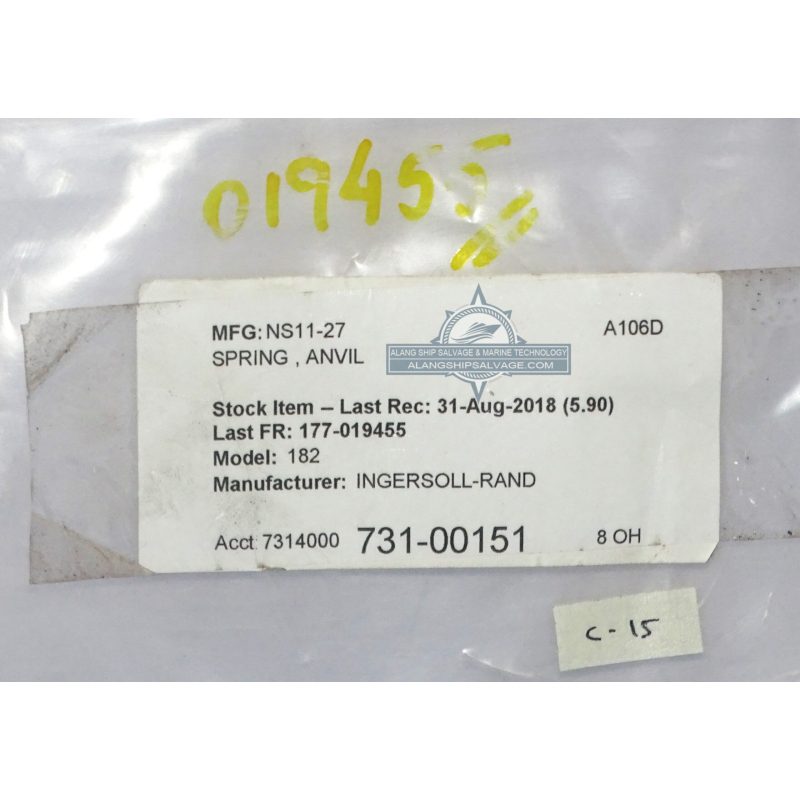 019455
MFG: NS11-27
A106D
SPRING , ANVIL
ALANG SHIP SALVAGE & MARINE TECHNOLOGY
ALANGSHIPSALVAGE.COM
Stock Item – Last Rec: 31-Aug-2018 (5.90)
Last FR: 177-019455
Model: 182
Manufacturer: INGERSOLL-RAND
Acct: 7314000 731-00151 8 OH
C-15